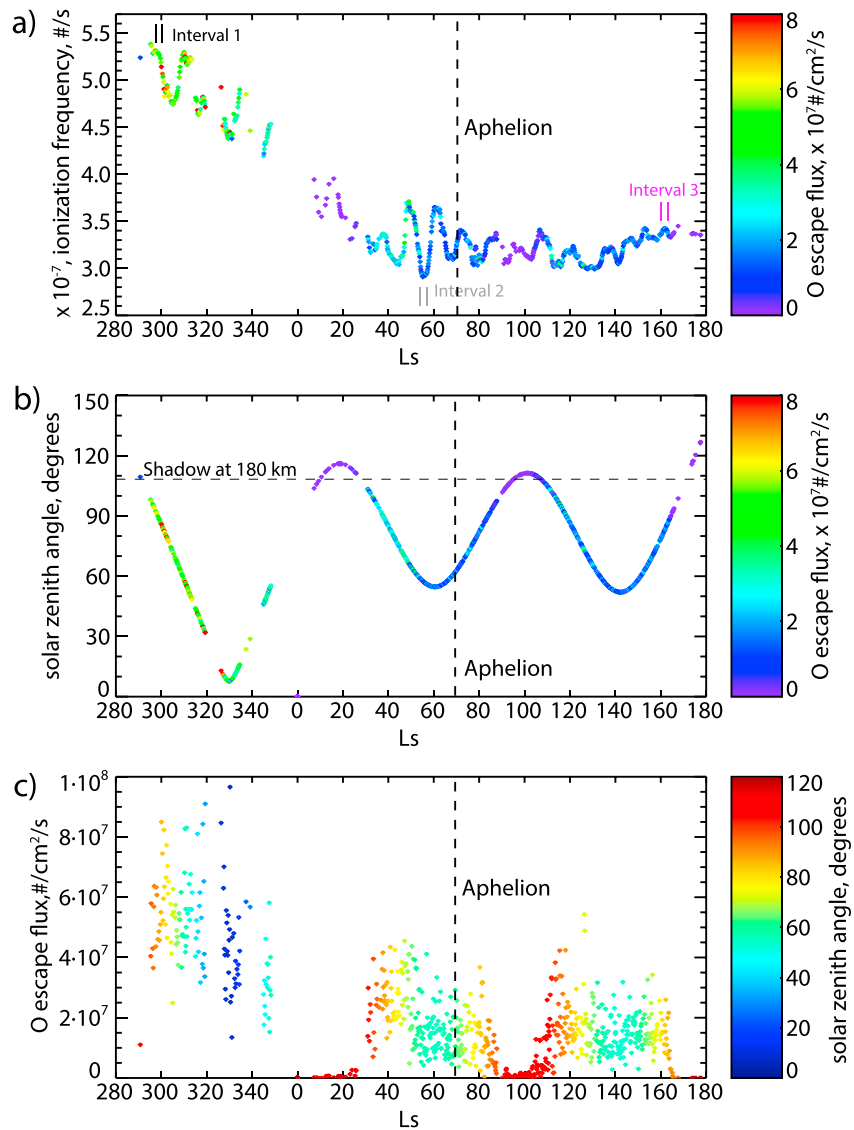 a)
x 10⁻⁷, ionization frequency, #/s
5.5
5.0
4.5
4.0
3.5
3.0
2.5
Interval 1
Aphelion
Interval 3
Interval 2
280 300 320 340 0 20 40 60 80 100 120 140 160 180
Ls
8
6
4
2
0
O escape flux, x 10⁷#/cm²/s
b)
solar zenith angle, degrees
150
120
90
60
30
0
Shadow at 180 km
Aphelion
280 300 320 340 0 20 40 60 80 100 120 140 160 180
Ls
8
6
4
2
0
O escape flux, x 10⁷#/cm²/s
c)
O escape flux,#/cm²/s
1·10⁸
8·10⁷
6·10⁷
4·10⁷
2·10⁷
0
Aphelion
280 300 320 340 0 20 40 60 80 100 120 140 160 180
Ls
120
100
80
60
40
20
0
solar zenith angle, degrees